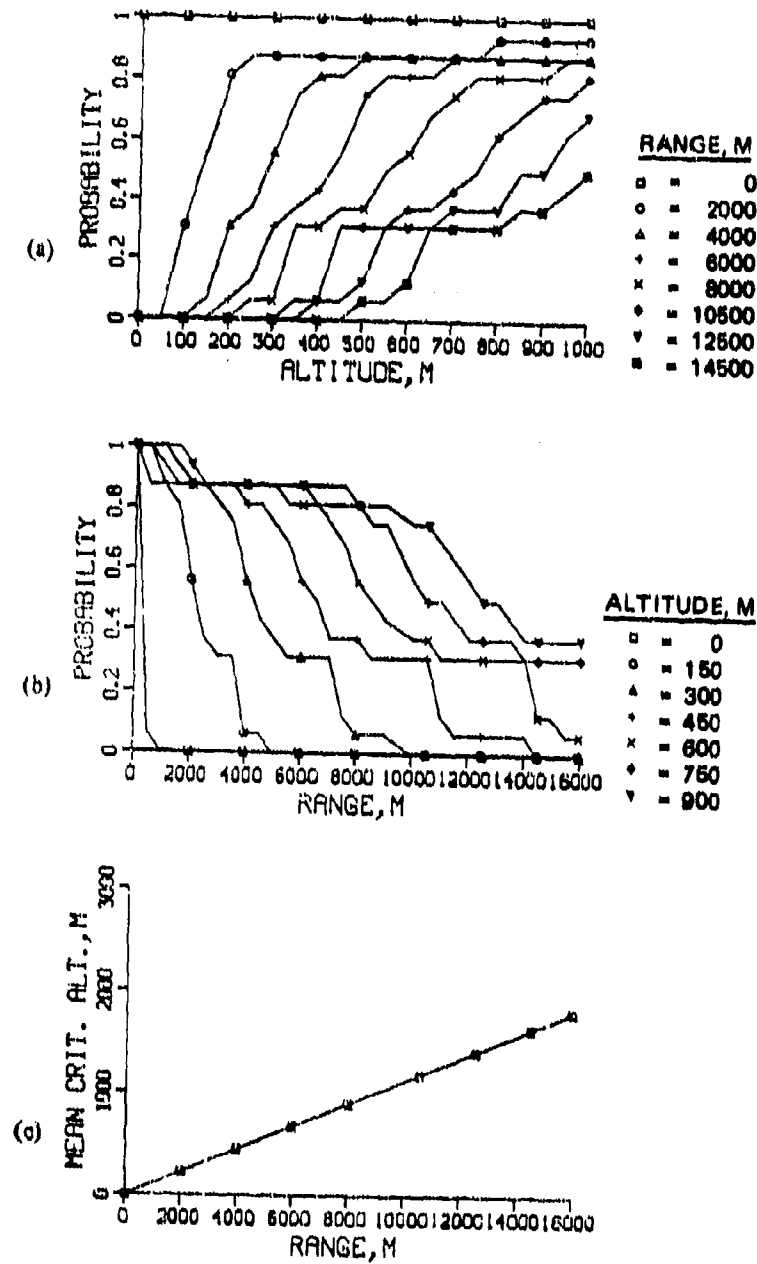 (a)
PROBABILITY
0 0.2 0.4 0.6 0.8 1
0 100 200 300 400 500 600 700 800 900 1000
ALTITUDE, M
RANGE, M
= 0
= 2000
= 4000
= 6000
= 8000
= 10500
= 12500
= 14500
(b)
PROBABILITY
0 0.2 0.4 0.6 0.8 1
0 2000 4000 6000 8000 10000 12000 14000 16000
RANGE, M
ALTITUDE, M
= 0
= 150
= 300
= 450
= 600
= 750
= 900
(c)
MEAN CRIT. ALT., M
0 1000 2000 3000
0 2000 4000 6000 8000 10000 12000 14000 16000
RANGE, M